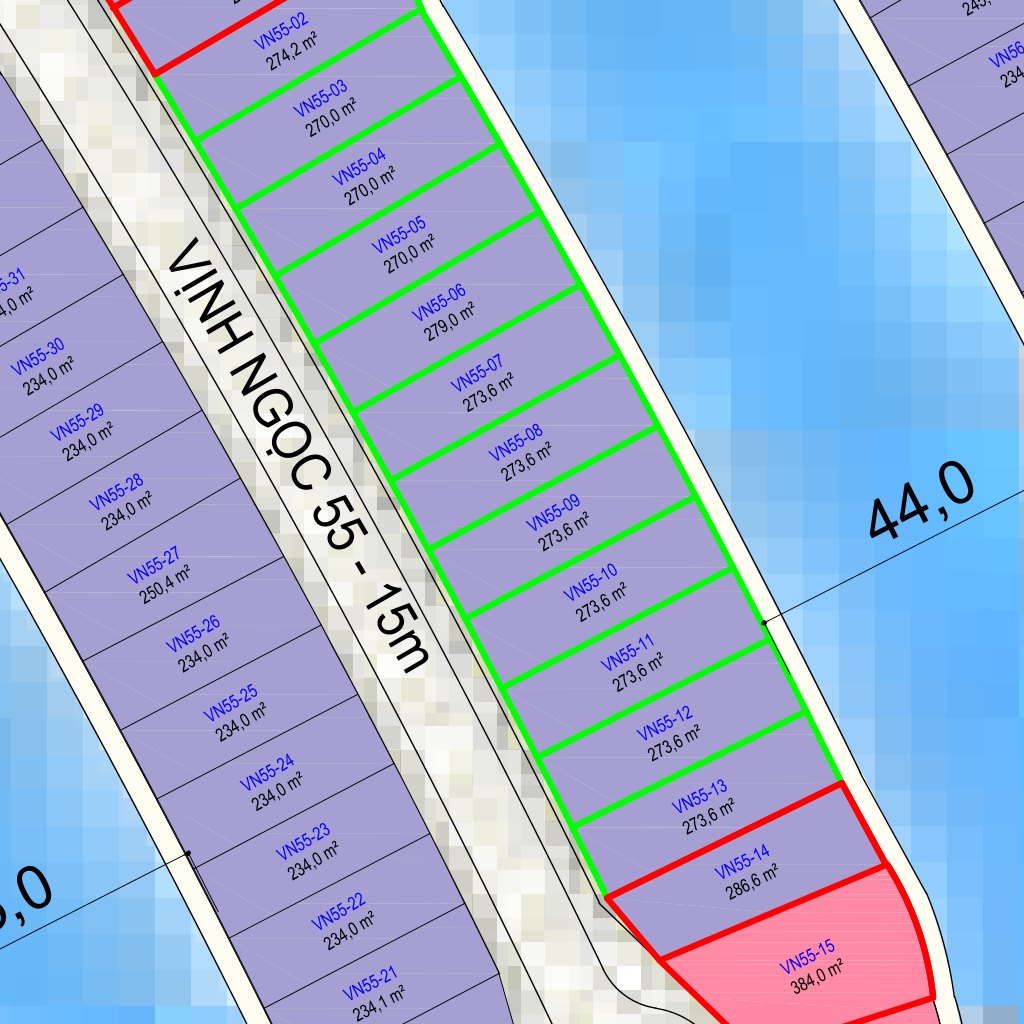 VN55-02
274,2 m²
VN55-03
270,0 m²
VN55-04
270,0 m²
VN55-05
270,0 m²
VN55-06
279,0 m²
VN55-07
273,6 m²
VN55-08
273,6 m²
VN55-09
273,6 m²
VN55-10
273,6 m²
VN55-11
273,6 m²
VN55-12
273,6 m²
VN55-13
273,6 m²
VN55-14
286,6 m²
VN55-15
384,0 m²
VỊNH NGỌC 55 - 15m
44,0
VN55-30
234,0 m²
VN55-29
234,0 m²
VN55-28
234,0 m²
VN55-27
250,4 m²
VN55-26
234,0 m²
VN55-25
234,0 m²
VN55-24
234,0 m²
VN55-23
234,0 m²
VN55-22
234,0 m²
VN55-21
234,1 m²